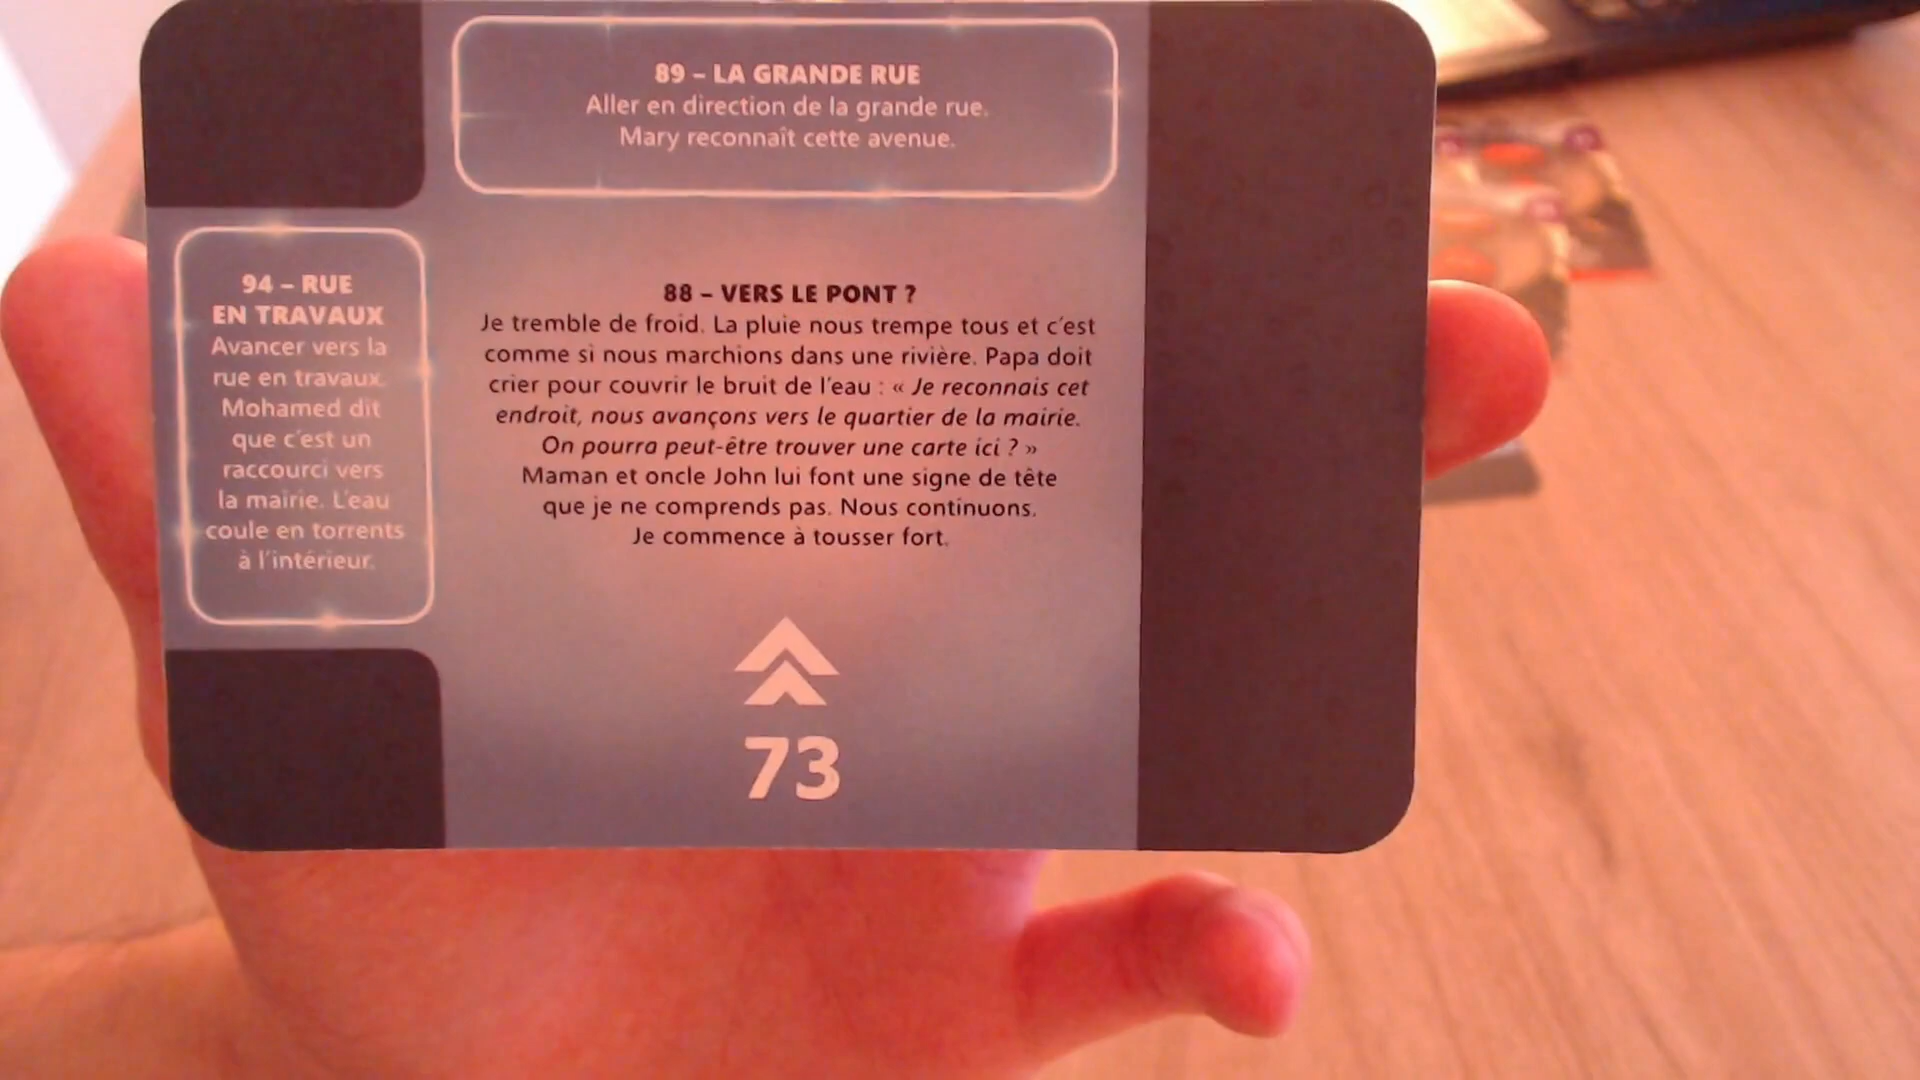 89 – LA GRANDE RUE
Aller en direction de la grande rue.
Mary reconnaît cette avenue.
94 – RUE
EN TRAVAUX
Avancer vers la
rue en travaux.
Mohamed dit
que c'est un
raccourci vers
la mairie. L'eau
coule en torrents
à l'intérieur.
88 – VERS LE PONT ?
Je tremble de froid. La pluie nous trempe tous et c'est
comme si nous marchions dans une rivière. Papa doit
crier pour couvrir le bruit de l'eau : « Je reconnais cet
endroit, nous avançons vers le quartier de la mairie.
On pourra peut-être trouver une carte ici ? »
Maman et oncle John lui font une signe de tête
que je ne comprends pas. Nous continuons.
Je commence à tousser fort.
73